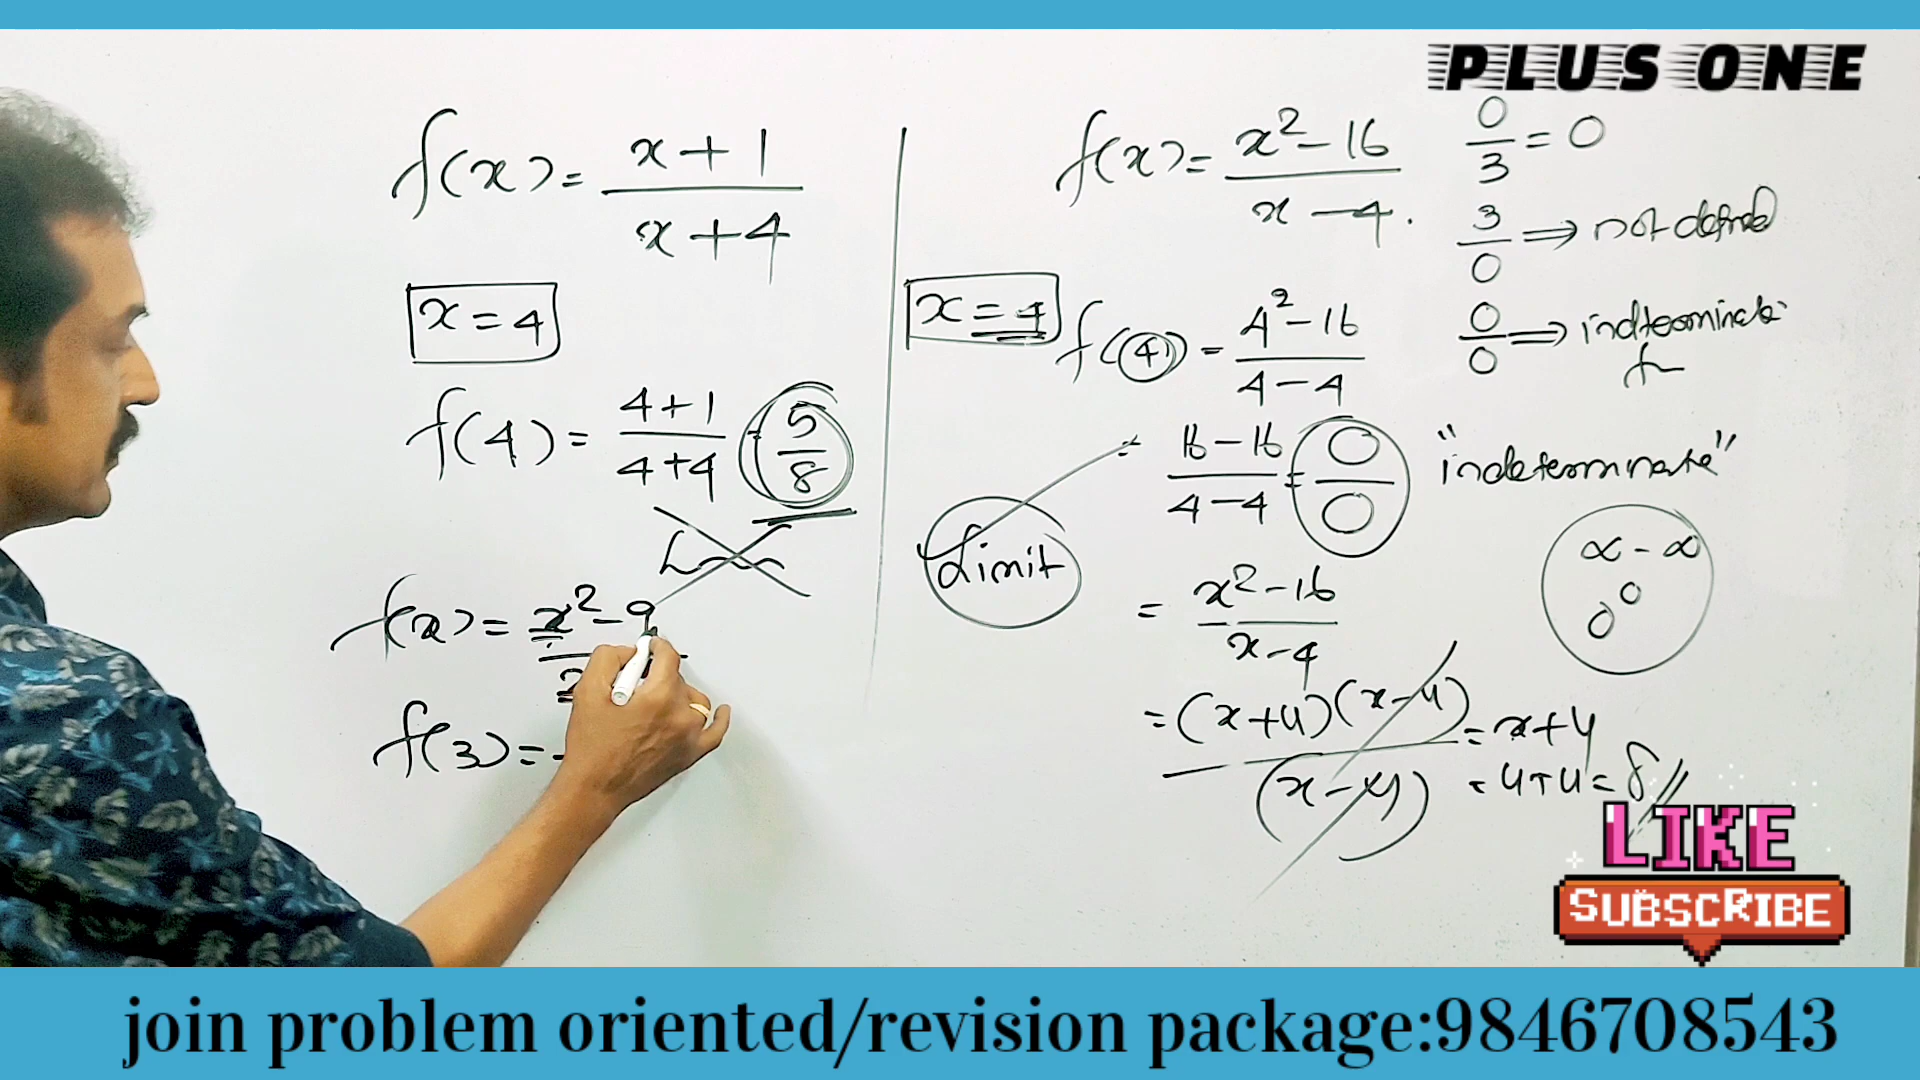 PLUS ONE
f(x) = x+1 / x+4
x = 4
f(4) = 4+1 / 4+4 = 5/8
f(x) = x²-9
f(3) =
f(x) = x²-16 / x-4.
x = 4
f(4) = 4²-16 / 4-4
= 16-16 / 4-4 = 0/0
Limit
= x²-16 / x-4
= (x+4)(x-4) / (x-4) = x+4
= 4+4 = 8
0/3 = 0
3/0 ⇒ not defined
0/0 ⇒ indterminate
"indeterminate"
∝ - ∝
0⁰
LIKE
SUBSCRIBE
join problem oriented/revision package:9846708543